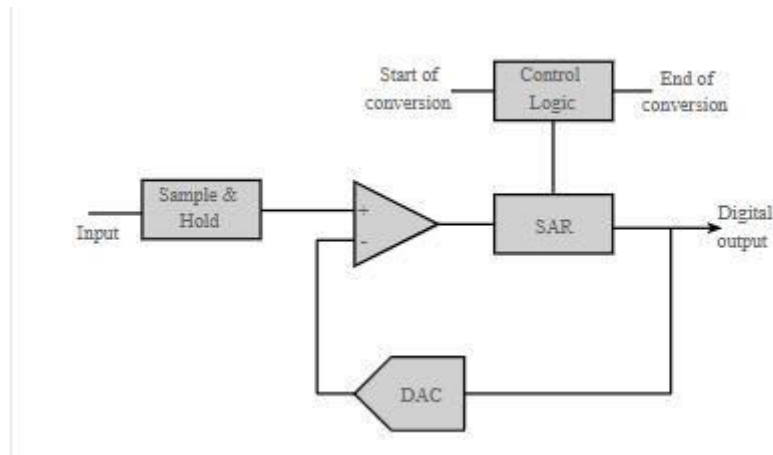 Start of
conversion
Control
Logic
End of
conversion
Sample &
Hold
Input
+
-
SAR
Digital
output
DAC